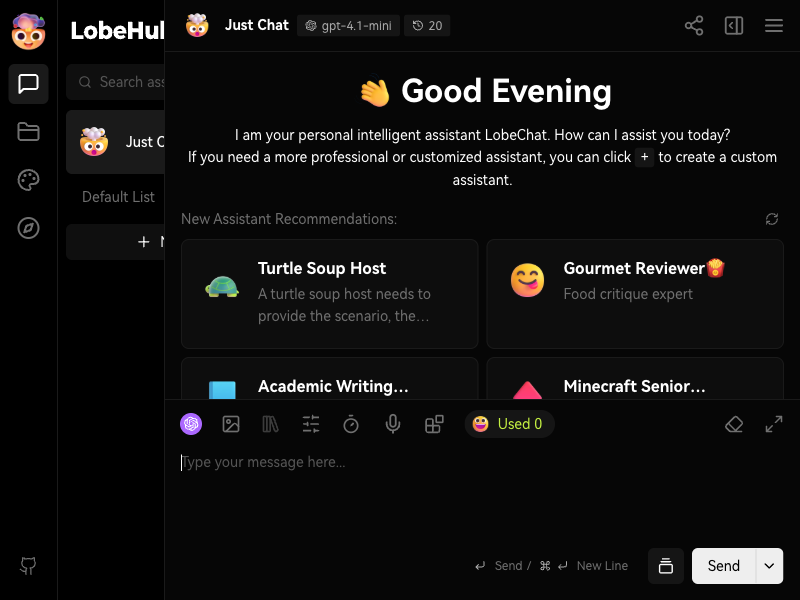 LobeHu
Search ass
Just C
Default List
Just Chat
gpt-4.1-mini
20
👋 Good Evening
I am your personal intelligent assistant LobeChat. How can I assist you today?
If you need a more professional or customized assistant, you can click + to create a custom
assistant.
New Assistant Recommendations:
Turtle Soup Host
A turtle soup host needs to
provide the scenario, the…
Gourmet Reviewer🍟
Food critique expert
Academic Writing…
Minecraft Senior…
Used 0
Type your message here...
Send / ⌘ New Line
Send